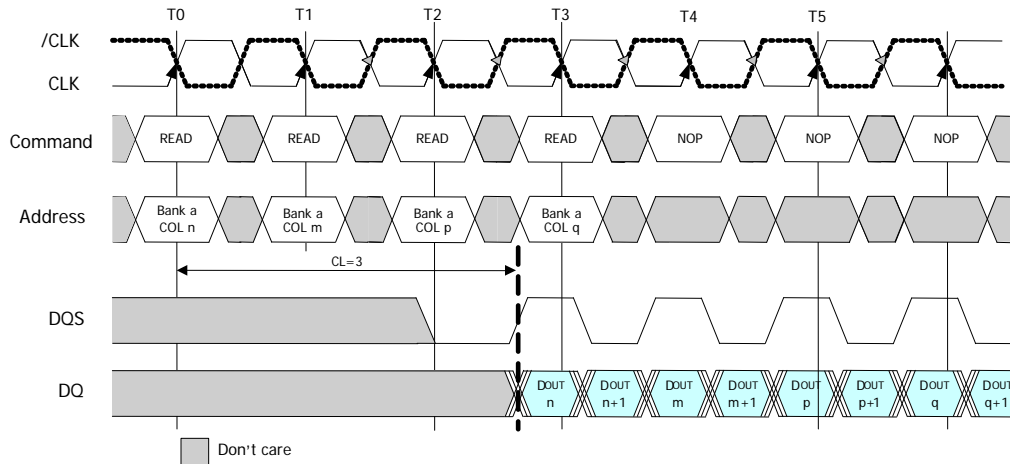 T0 T1 T2 T3 T4 T5
/CLK
CLK
Command READ READ READ READ NOP NOP NOP
Address Bank a Bank a Bank a Bank a
COL n COL m COL p COL q
CL=3
DQS
DQ DOUT DOUT DOUT DOUT DOUT DOUT DOUT DOUT
n n+1 m m+1 p p+1 q q+1
Don't care